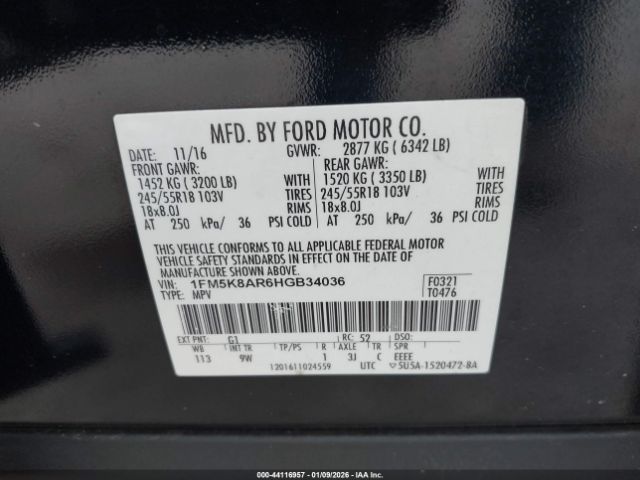 MFD. BY FORD MOTOR CO.
DATE: 11/16 GVWR: 2877 KG ( 6342 LB)
FRONT GAWR: REAR GAWR:
1452 KG ( 3200 LB) WITH 1520 KG ( 3350 LB) WITH
245/55R18 103V TIRES 245/55R18 103V TIRES
18x8.0J RIMS 18x8.0J RIMS
AT 250 kPa/ 36 PSI COLD AT 250 kPa/ 36 PSI COLD
THIS VEHICLE CONFORMS TO ALL APPLICABLE FEDERAL MOTOR
VEHICLE SAFETY STANDARDS IN EFFECT ON THE DATE OF
MANUFACTURE SHOWN ABOVE.
VIN: 1FM5K8AR6HGB34036 F0321
TYPE: MPV T0476
EXT PNT: G1 RC: 52 DSO:
WB INT TR TP/PS R AXLE TR SPR
113 9W 1 3J C EEEE
1201611024559 UTC 5U5A-1520472-8A
000-44116957 - 01/09/2026 - IAA Inc.